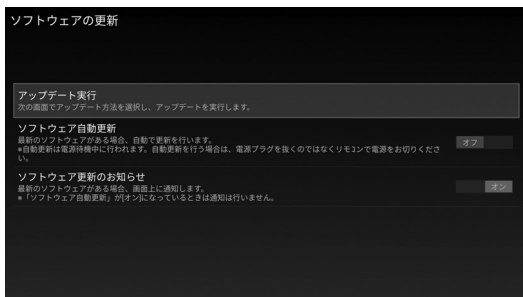 ソフトウェアの更新
アップデート実行
次の画面でアップデート方法を選択し、アップデートを実行します。
ソフトウェア自動更新
最新のソフトウェアがある場合、自動で更新を行います。
※自動更新は電源待機中に行われます。自動更新を行う場合は、電源プラグを抜くのではなくリモコンで電源をお切りくださ
い。
オフ
ソフトウェア更新のお知らせ
最新のソフトウェアがある場合、画面上に通知します。
※「ソフトウェア自動更新」が[オン]になっているときは通知は行いません。
オン